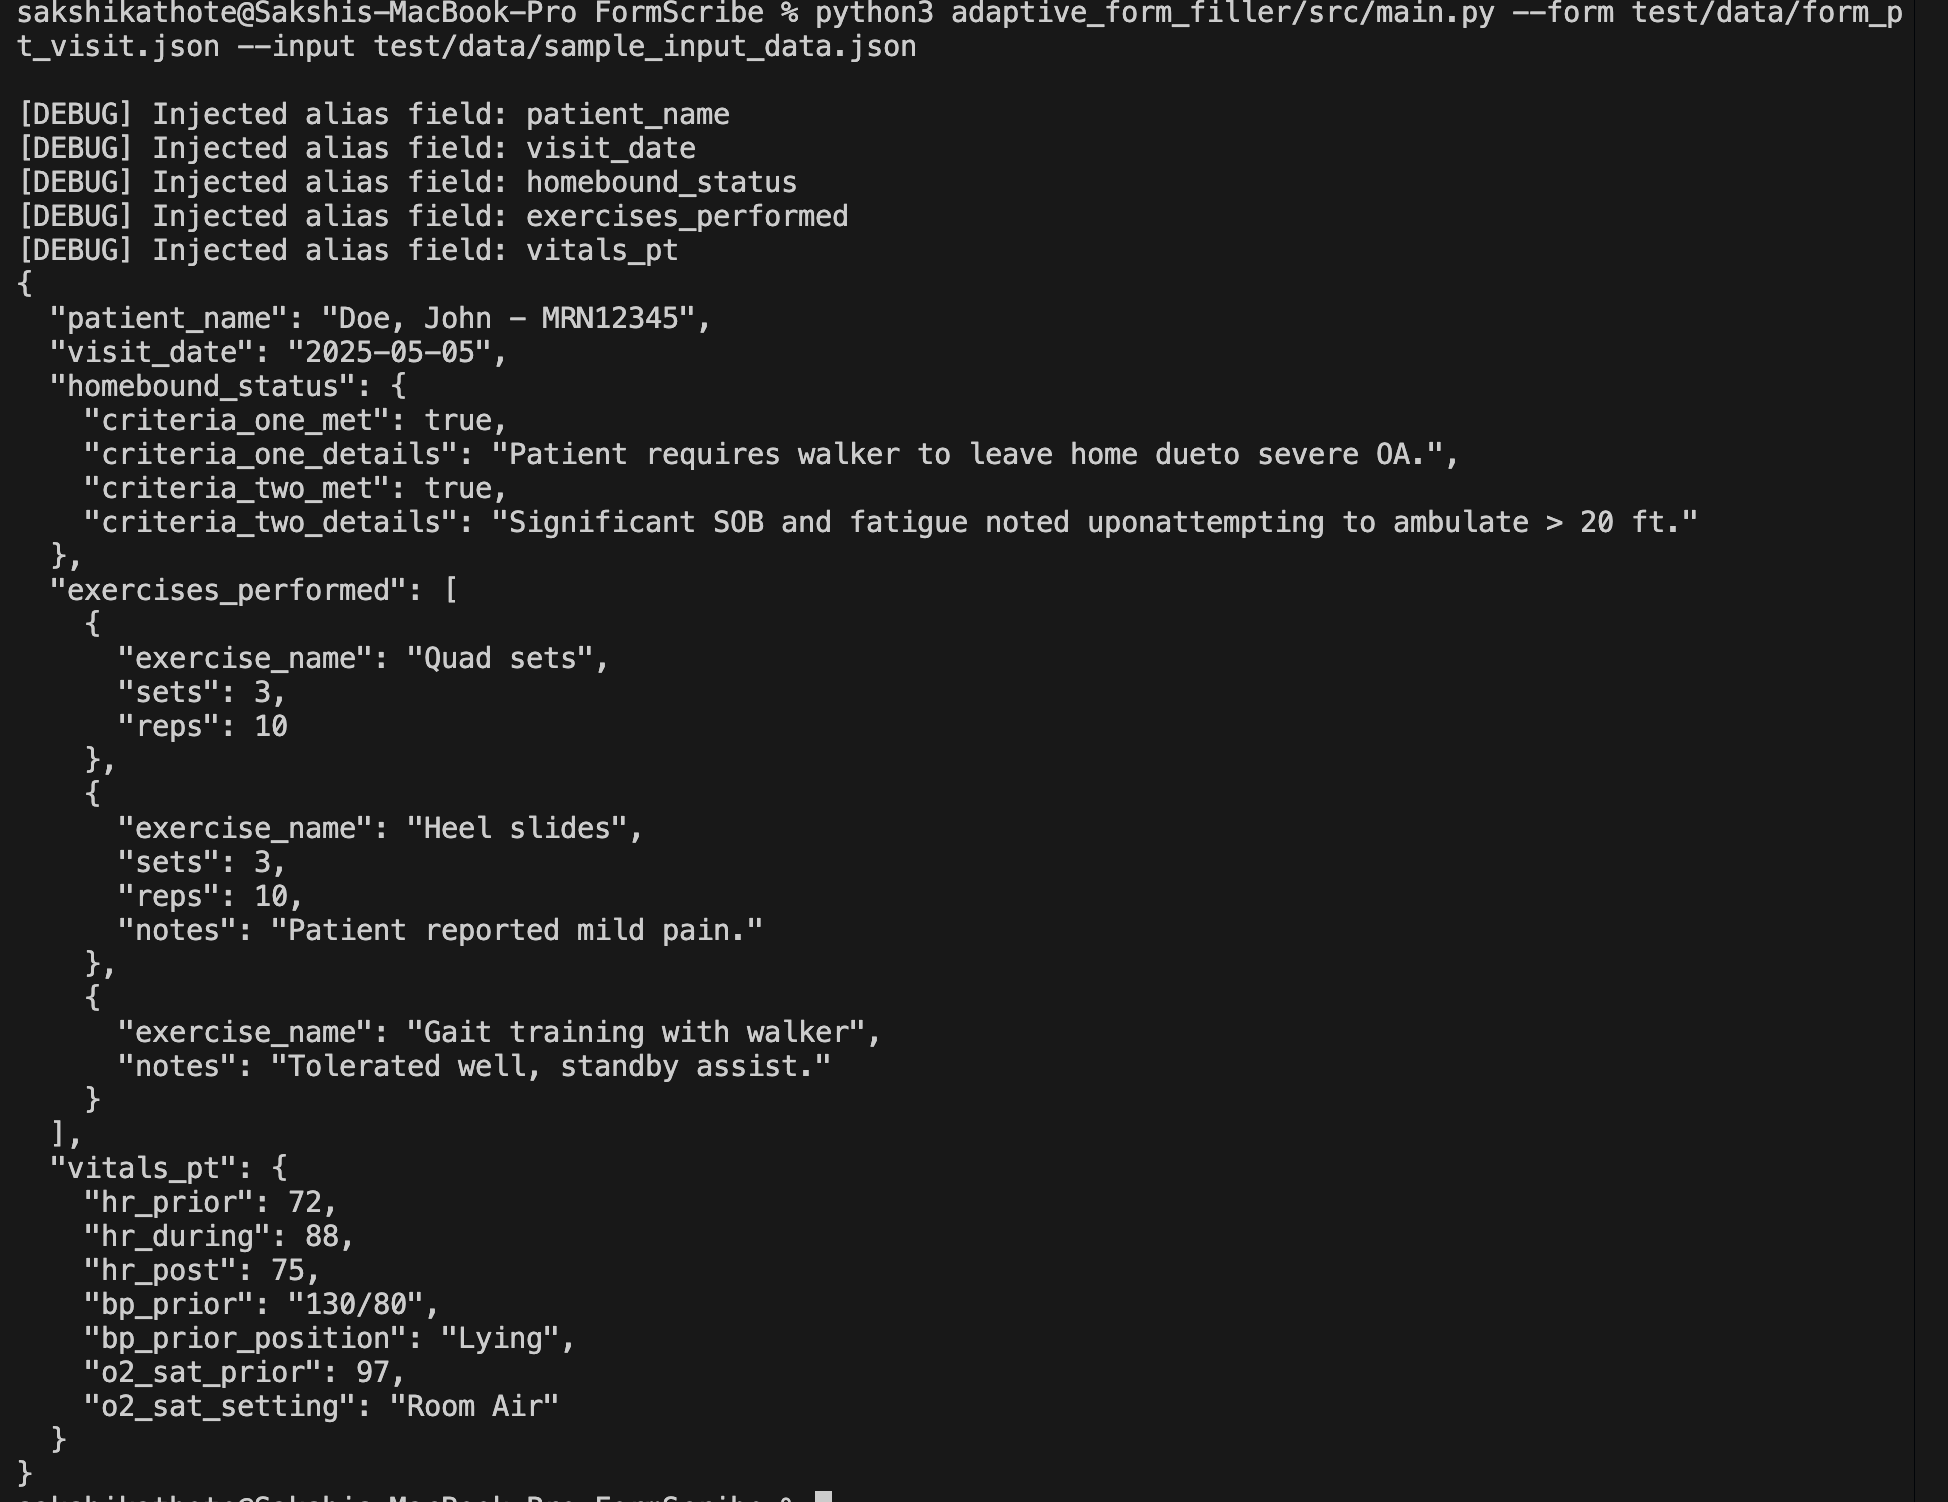 sakshikathote@Sakshis-MacBook-Pro FormScribe % python3 adaptive_form_filler/src/main.py --form test/data/form_p
t_visit.json --input test/data/sample_input_data.json

[DEBUG] Injected alias field: patient_name
[DEBUG] Injected alias field: visit_date
[DEBUG] Injected alias field: homebound_status
[DEBUG] Injected alias field: exercises_performed
[DEBUG] Injected alias field: vitals_pt
{
  "patient_name": "Doe, John – MRN12345",
  "visit_date": "2025-05-05",
  "homebound_status": {
    "criteria_one_met": true,
    "criteria_one_details": "Patient requires walker to leave home dueto severe OA.",
    "criteria_two_met": true,
    "criteria_two_details": "Significant SOB and fatigue noted uponattempting to ambulate > 20 ft."
  },
  "exercises_performed": [
    {
      "exercise_name": "Quad sets",
      "sets": 3,
      "reps": 10
    },
    {
      "exercise_name": "Heel slides",
      "sets": 3,
      "reps": 10,
      "notes": "Patient reported mild pain."
    },
    {
      "exercise_name": "Gait training with walker",
      "notes": "Tolerated well, standby assist."
    }
  ],
  "vitals_pt": {
    "hr_prior": 72,
    "hr_during": 88,
    "hr_post": 75,
    "bp_prior": "130/80",
    "bp_prior_position": "Lying",
    "o2_sat_prior": 97,
    "o2_sat_setting": "Room Air"
  }
}
sakshikathote@Sakshis-MacBook-Pro FormScribe %